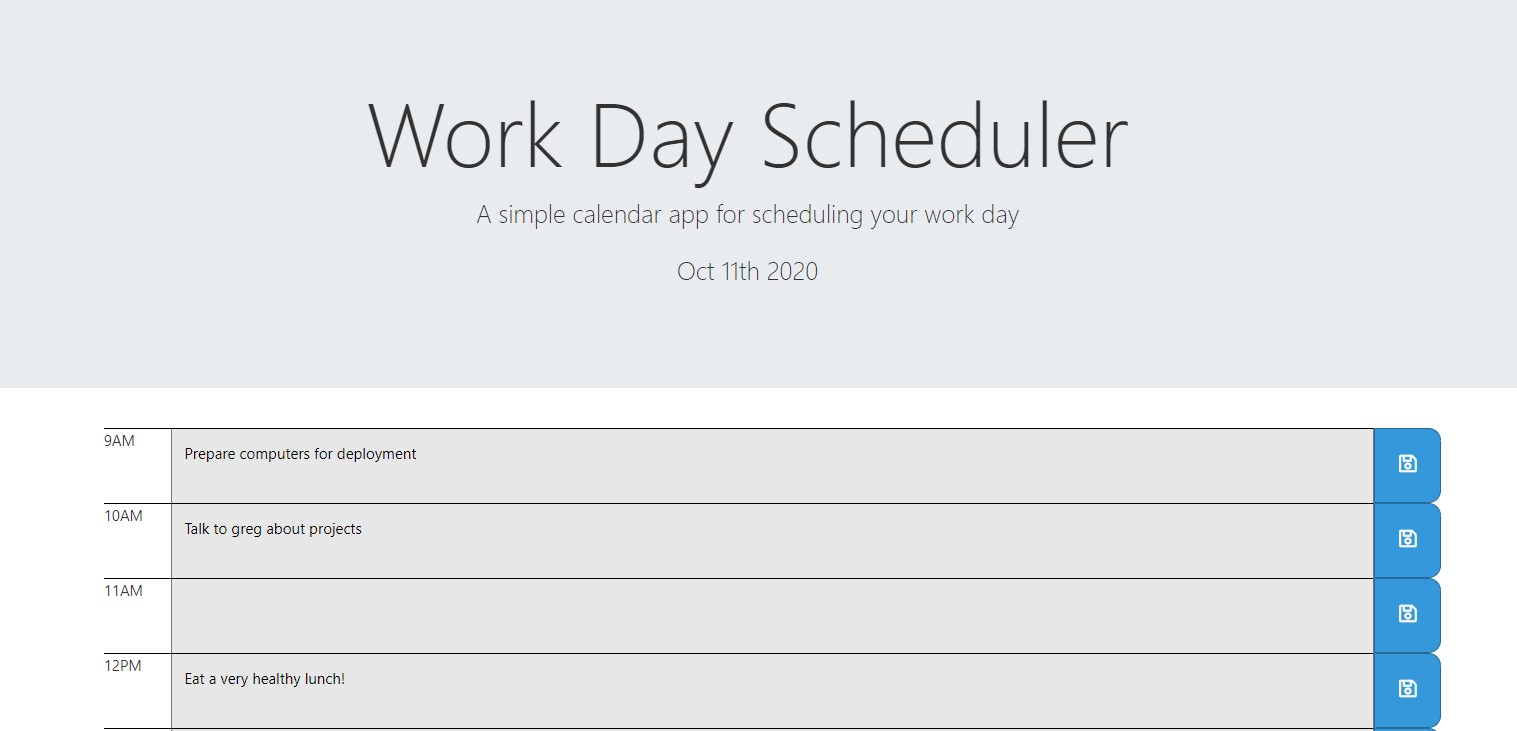 Work Day Scheduler
A simple calendar app for scheduling your work day
Oct 11th 2020
9AM
Prepare computers for deployment
10AM
Talk to greg about projects
11AM
12PM
Eat a very healthy lunch!